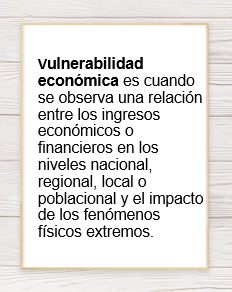 Vulnerabilidad
económica es cuando
se observa una relación
entre los ingresos
económicos o
financieros en los
niveles nacional,
regional, local o
poblacional y el impacto
de los fenómenos
físicos extremos.